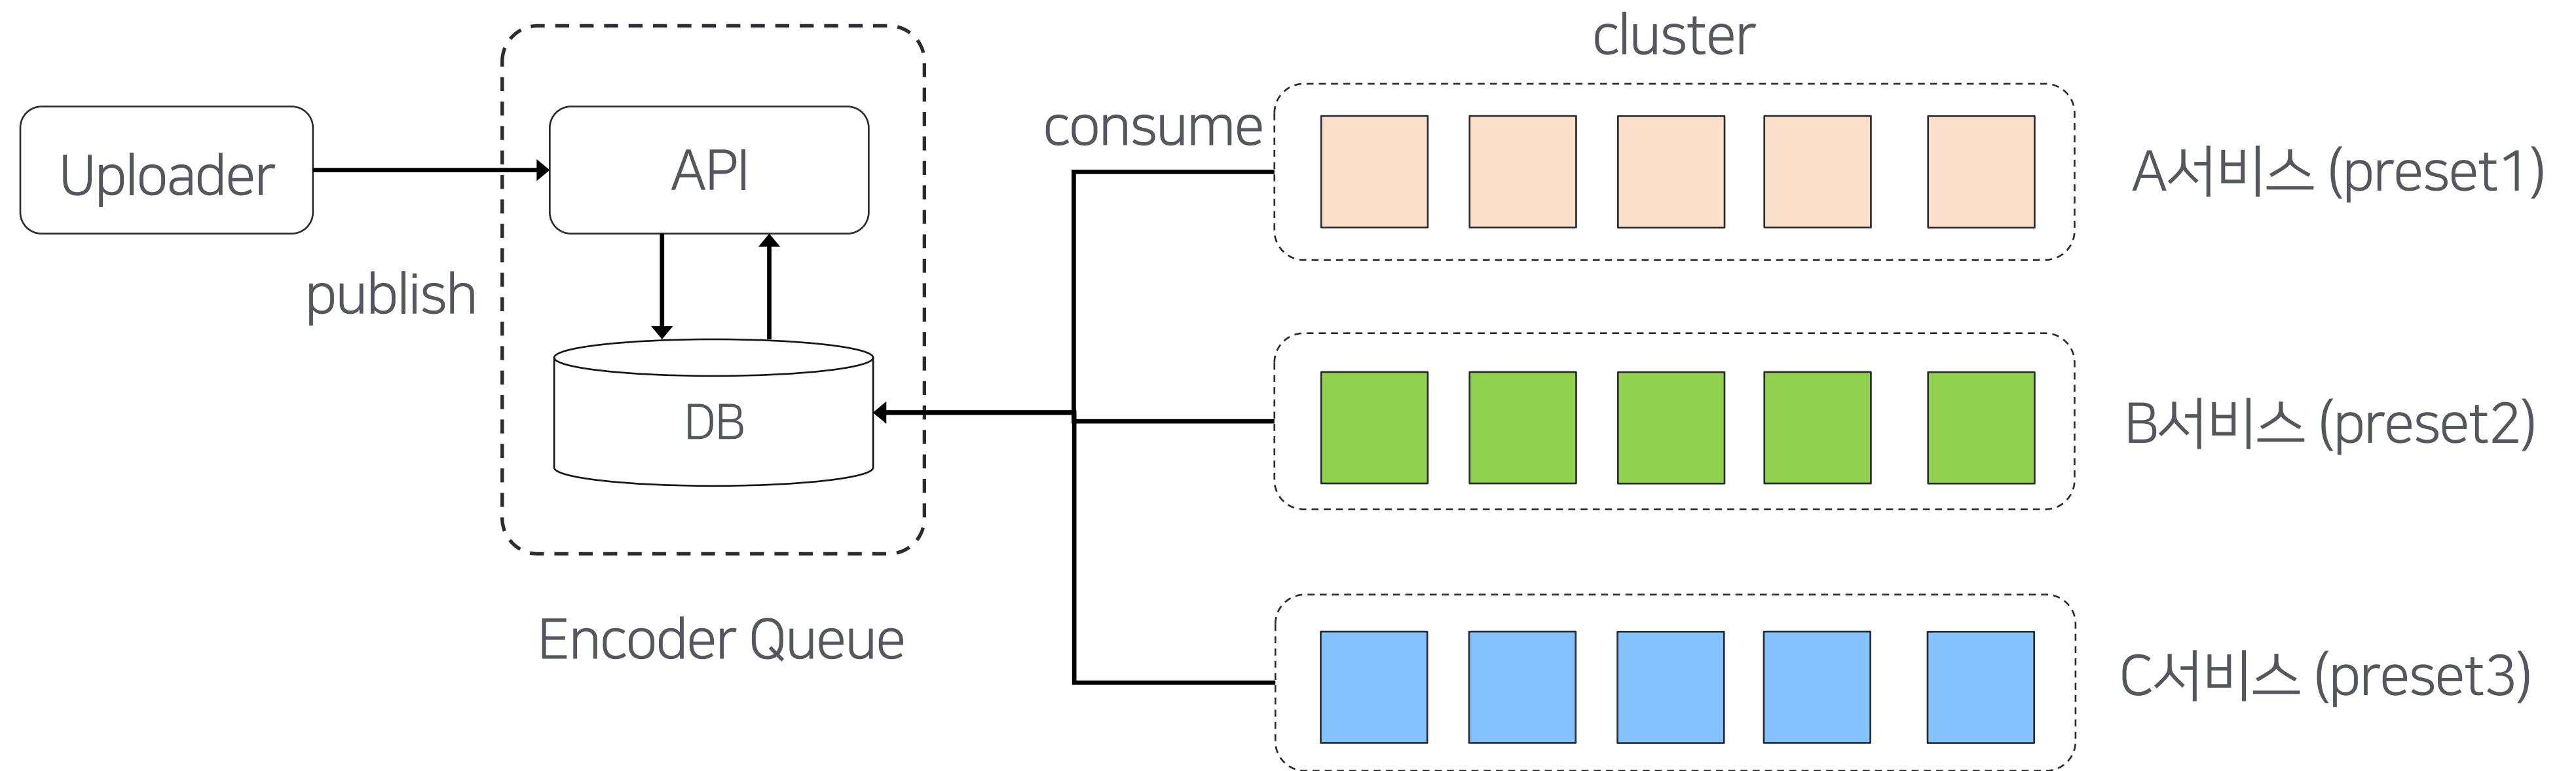 cluster
consume
Uploader
API
A서비스 (preset1)
publish
DB
B서비스 (preset2)
Encoder Queue
C서비스 (preset3)